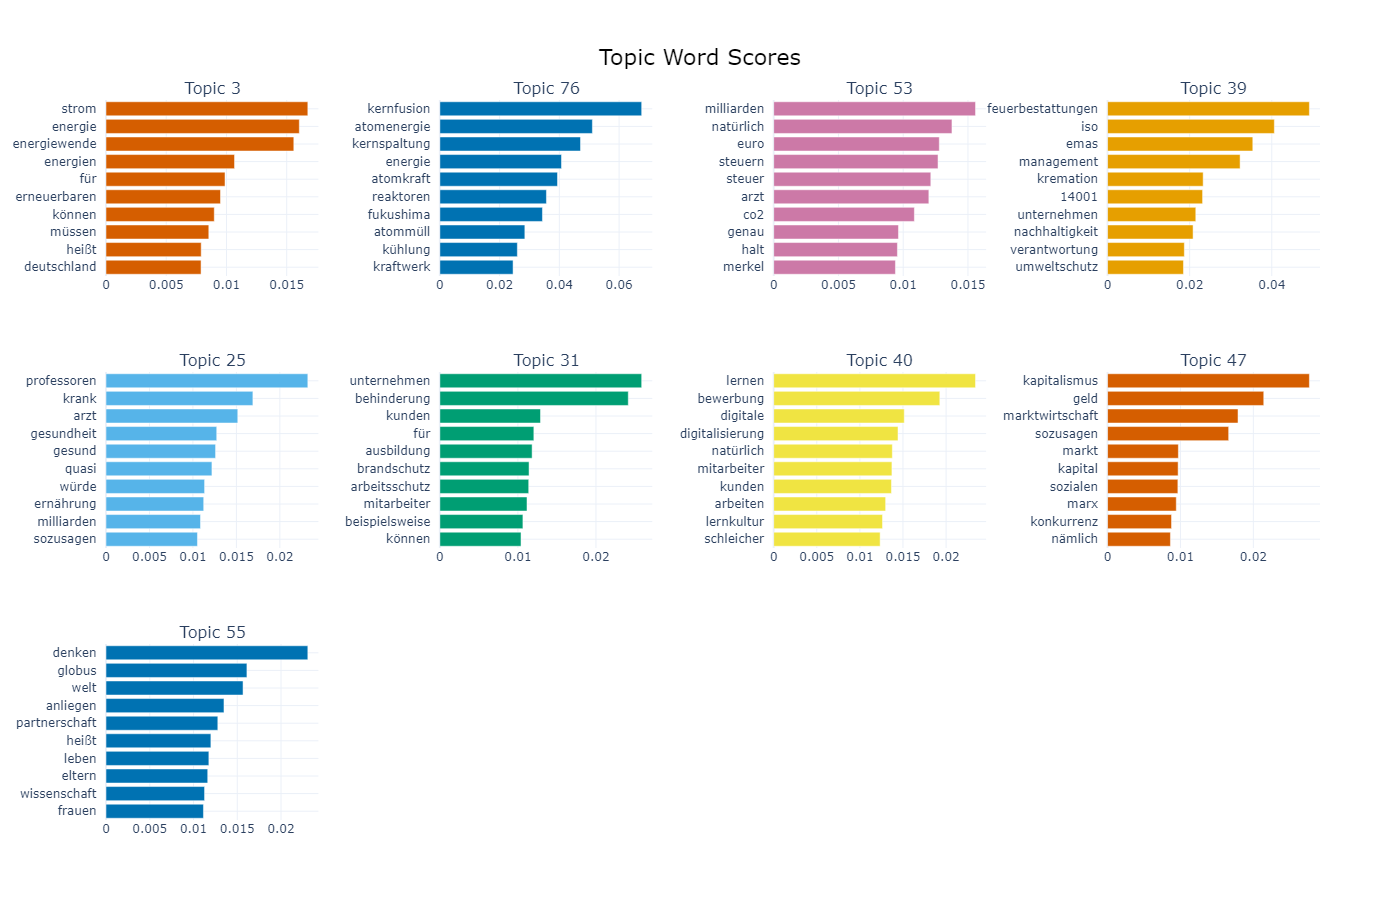 Topic Word Scores
Topic 3
strom
energie
energiewende
energien
für
erneuerbaren
können
müssen
heißt
deutschland
0 0.005 0.01 0.015
Topic 76
kernfusion
atomenergie
kernspaltung
energie
atomkraft
reaktoren
fukushima
atommüll
kühlung
kraftwerk
0 0.02 0.04 0.06
Topic 53
milliarden
natürlich
euro
steuern
steuer
arzt
co2
genau
halt
merkel
0 0.005 0.01 0.015
Topic 39
feuerbestattungen
iso
emas
management
kremation
14001
unternehmen
nachhaltigkeit
verantwortung
umweltschutz
0 0.02 0.04
Topic 25
professoren
krank
arzt
gesundheit
gesund
quasi
würde
ernährung
milliarden
sozusagen
0 0.005 0.01 0.015 0.02
Topic 31
unternehmen
behinderung
kunden
für
ausbildung
brandschutz
arbeitsschutz
mitarbeiter
beispielsweise
können
0 0.01 0.02
Topic 40
lernen
bewerbung
digitale
digitalisierung
natürlich
mitarbeiter
kunden
arbeiten
lernkultur
schleicher
0 0.005 0.01 0.015 0.02
Topic 47
kapitalismus
geld
marktwirtschaft
sozusagen
markt
kapital
sozialen
marx
konkurrenz
nämlich
0 0.01 0.02
Topic 55
denken
globus
welt
anliegen
partnerschaft
heißt
leben
eltern
wissenschaft
frauen
0 0.005 0.01 0.015 0.02